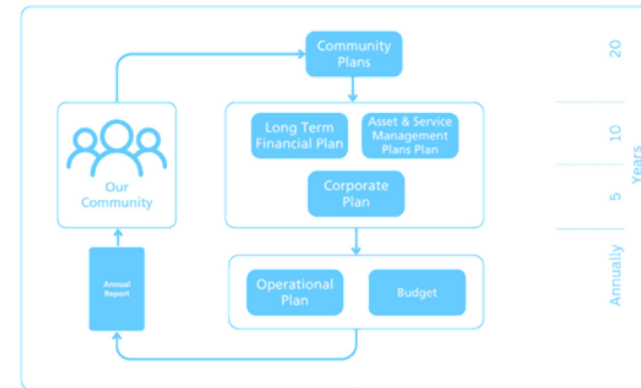 Community
Plans
20
Long Term
Financial Plan
Asset & Service
Management
Plans Plan
10
Years
Our
Community
Corporate
Plan
5
Annual
Report
Operational
Plan
Budget
Annually